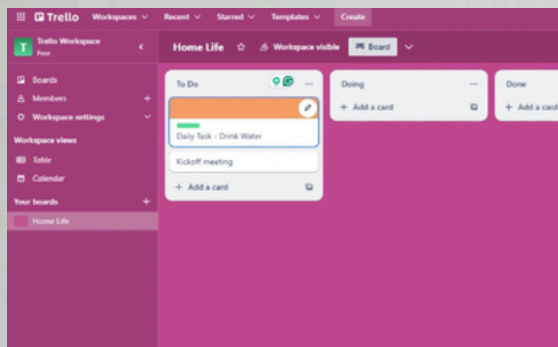 Trello Workspaces Recent Starred Templates Create
T Trello Workspace
Free
Home Life Workspace visible Board
Boards
Members
Workspace settings
Workspace views
Table
Calendar
Your boards
Home Life
To Do
Daily Task - Drink Water
Kickoff meeting
+ Add a card
Doing
+ Add a card
Done
+ Add a card